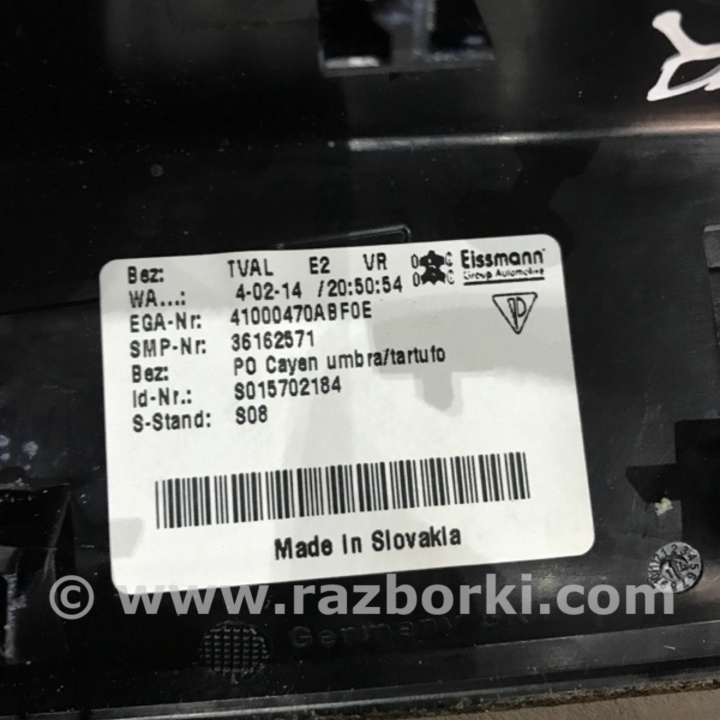 Bez: TVAL E2 VR
Eissmann
Group Automotive
WA...: 4-02-14 /20:50:54
EGA-Nr: 41000470ABF0E
SMP-Nr: 36162571
Bez: PO Cayen umbra/tartufo
Id-Nr.: S015702184
S-Stand: S08
Made in Slovakia
© www.razborki.com
Germany